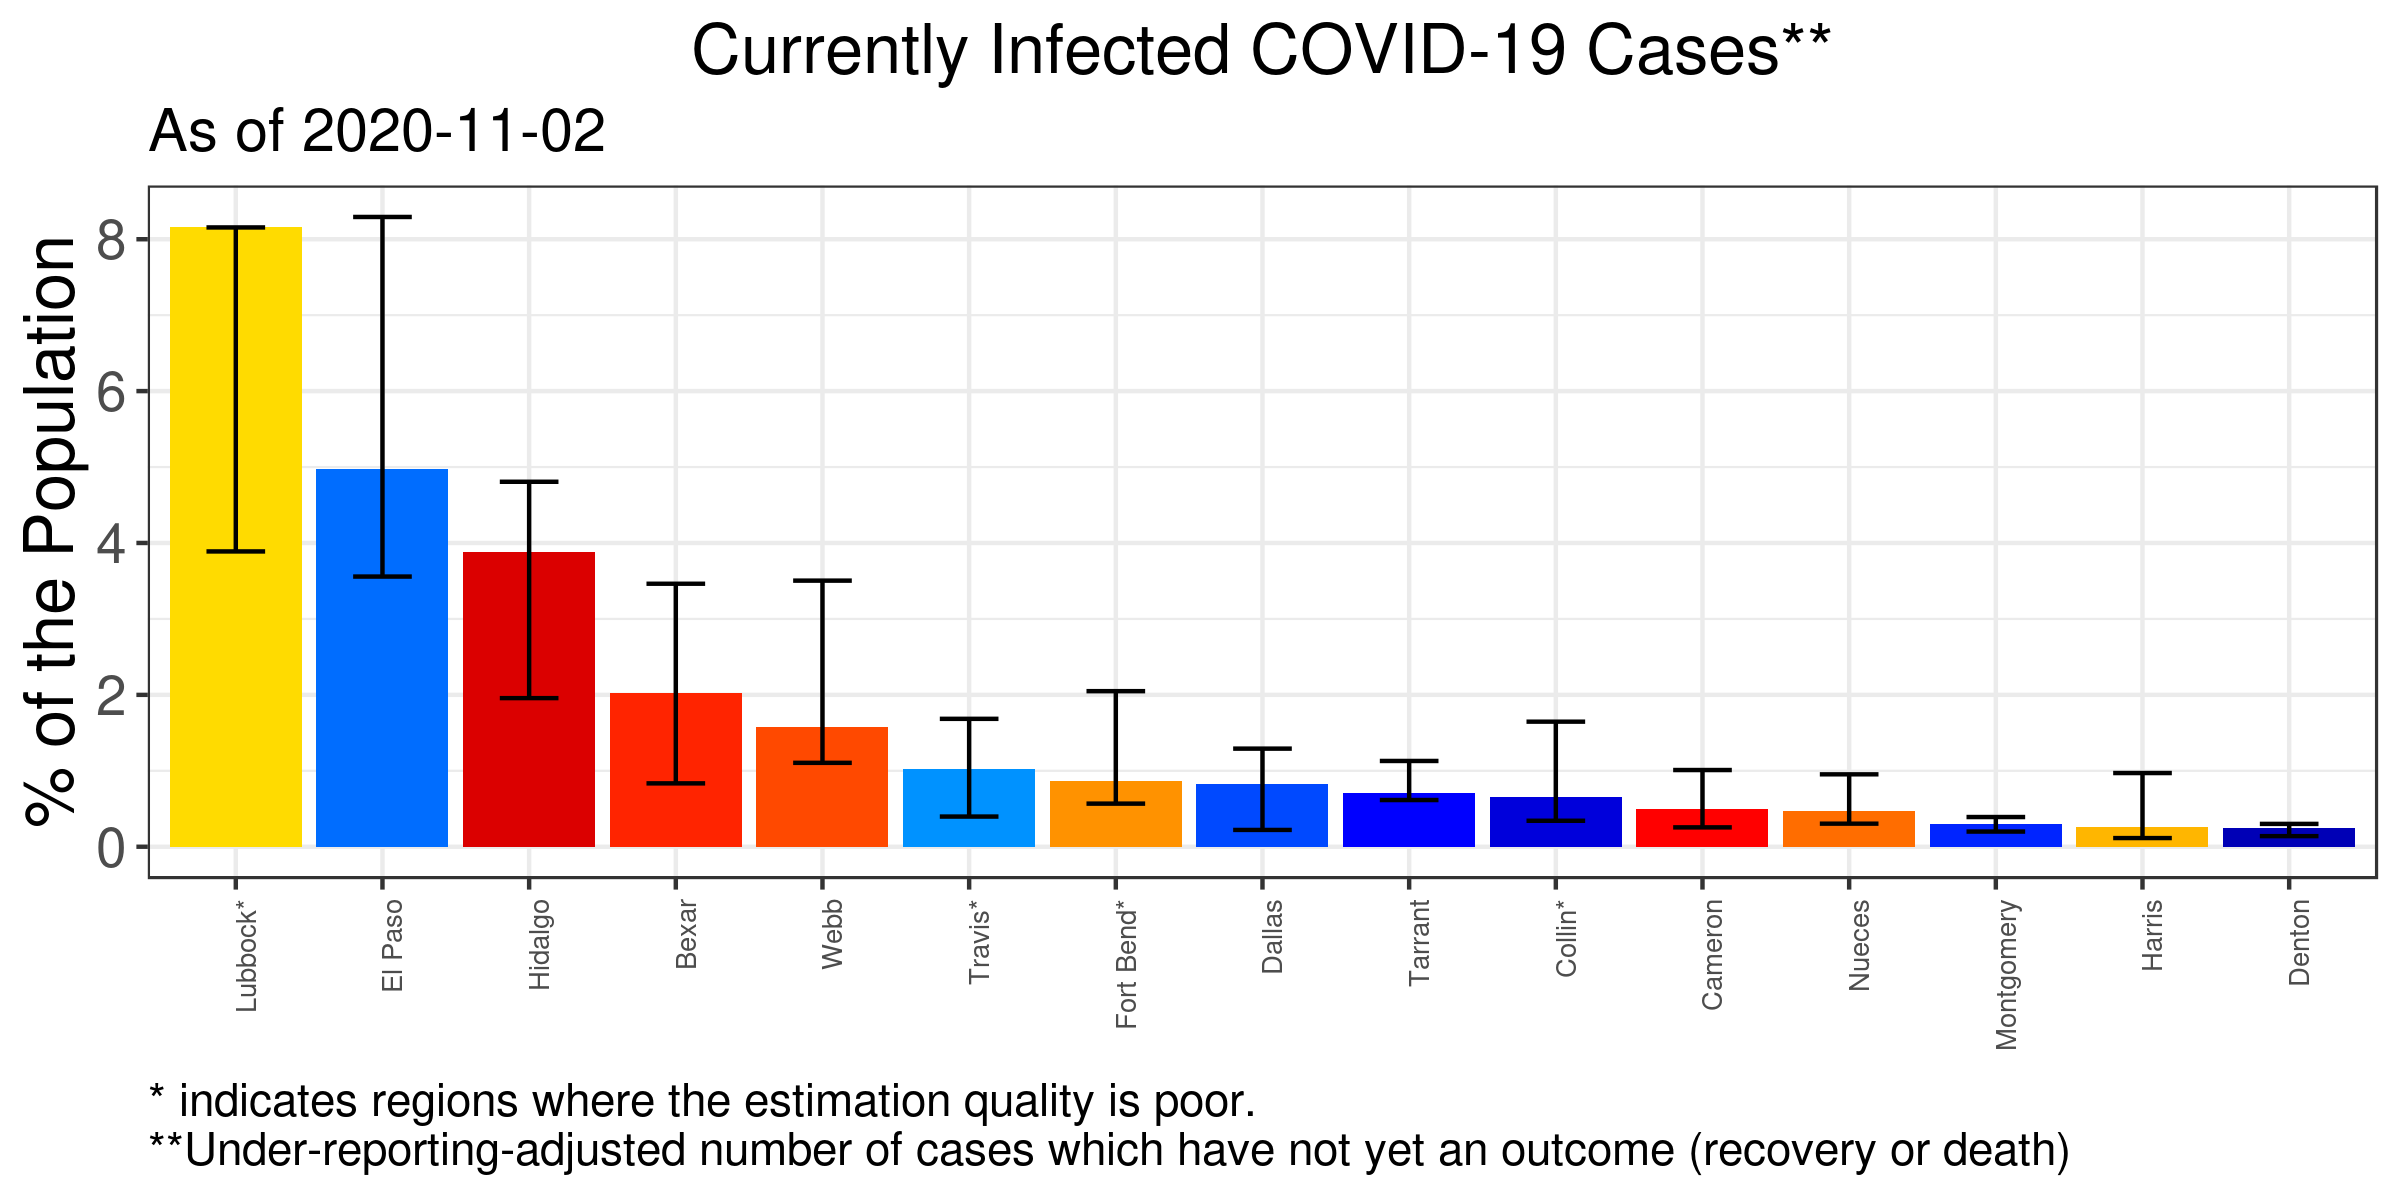 Currently Infected COVID-19 Cases**
As of 2020-11-02
% of the Population
8
6
4
2
0
Lubbock*
El Paso
Hidalgo
Bexar
Webb
Travis*
Fort Bend*
Dallas
Tarrant
Collin*
Cameron
Nueces
Montgomery
Harris
Denton
* indicates regions where the estimation quality is poor.
**Under-reporting-adjusted number of cases which have not yet an outcome (recovery or death)